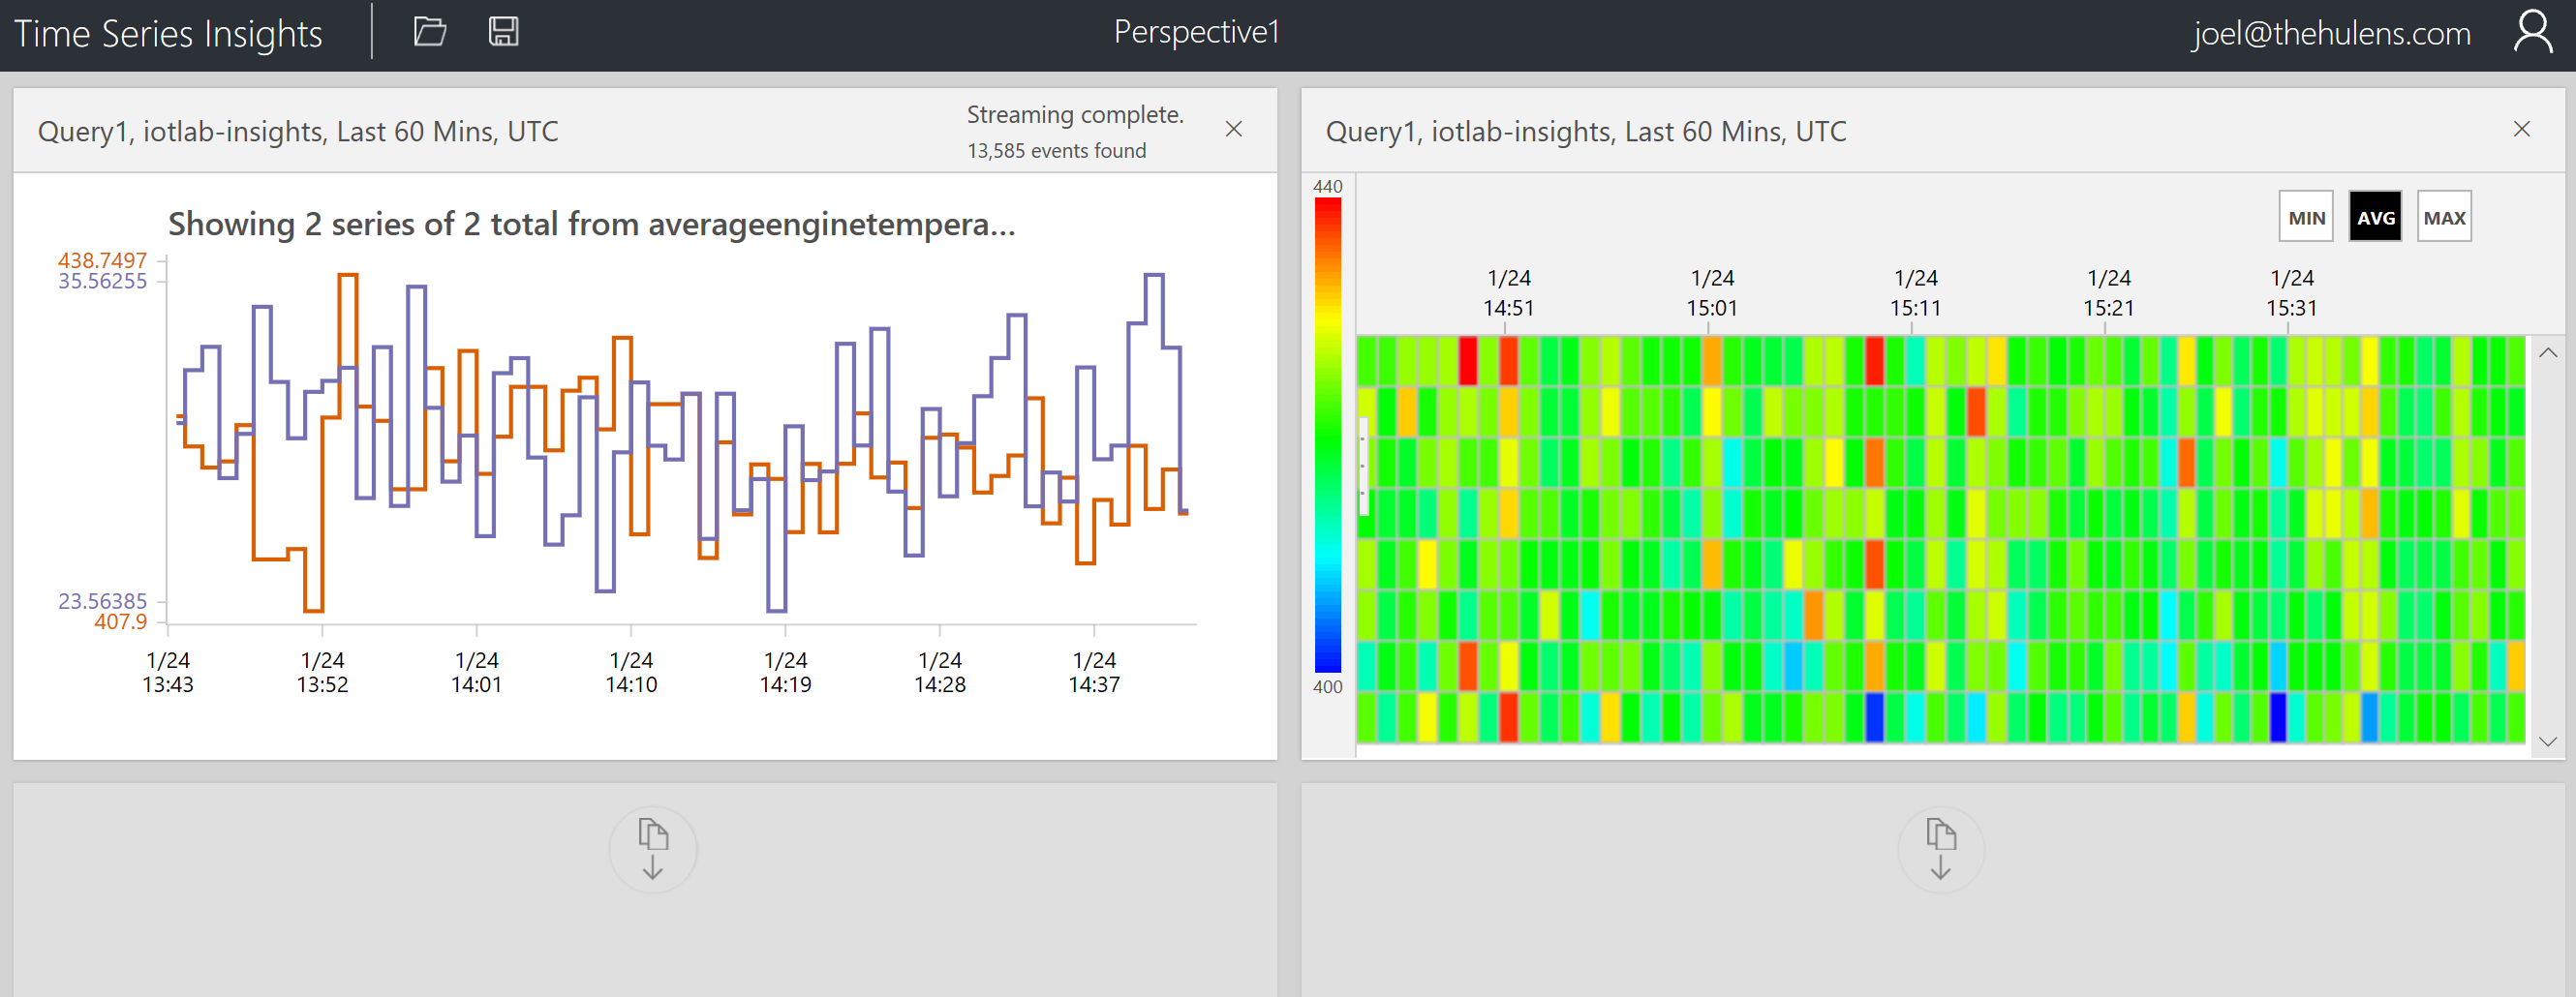 Time Series Insights
Perspective1
joel@thehulens.com
Query1, iotlab-insights, Last 60 Mins, UTC
Streaming complete.
13,585 events found
Showing 2 series of 2 total from averageenginetempera...
438.7497
35.56255
23.56385
407.9
1/24 1/24 1/24 1/24 1/24 1/24 1/24
13:43 13:52 14:01 14:10 14:19 14:28 14:37
Query1, iotlab-insights, Last 60 Mins, UTC
440
MIN AVG MAX
1/24 1/24 1/24 1/24 1/24
14:51 15:01 15:11 15:21 15:31
400